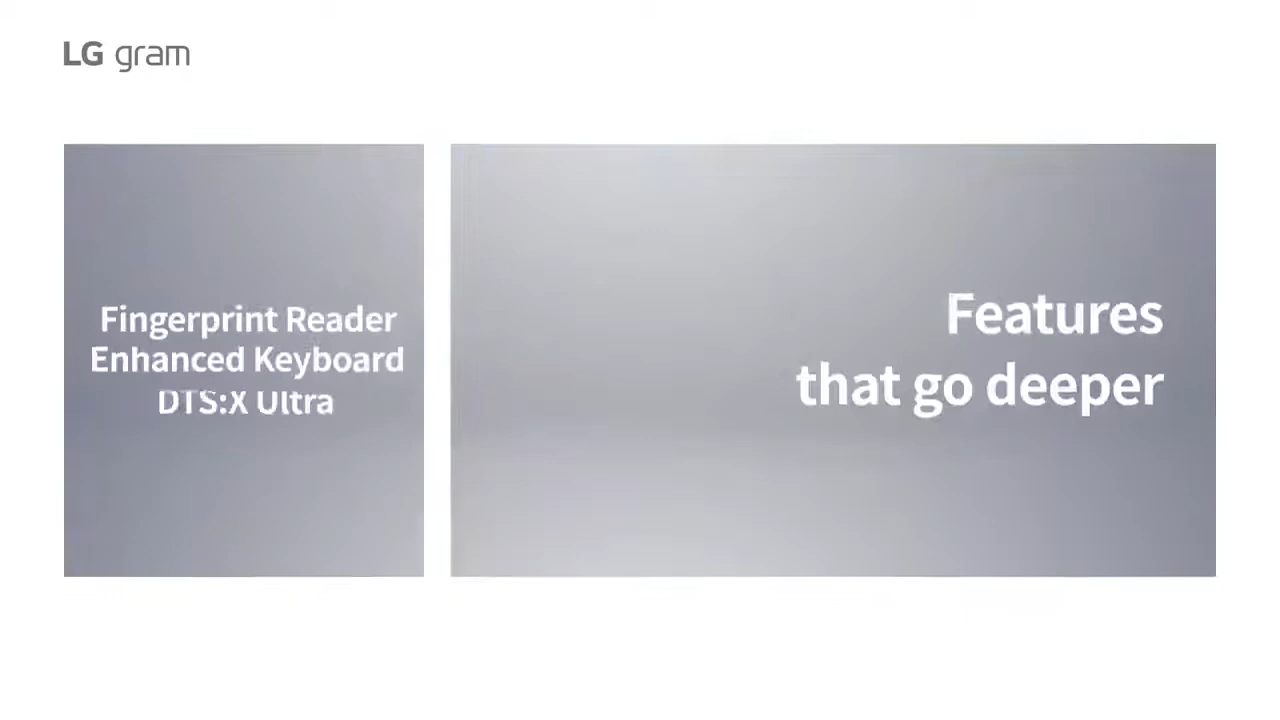 LG gram
Fingerprint Reader
Enhanced Keyboard
DTS:X Ultra
Features
that go deeper